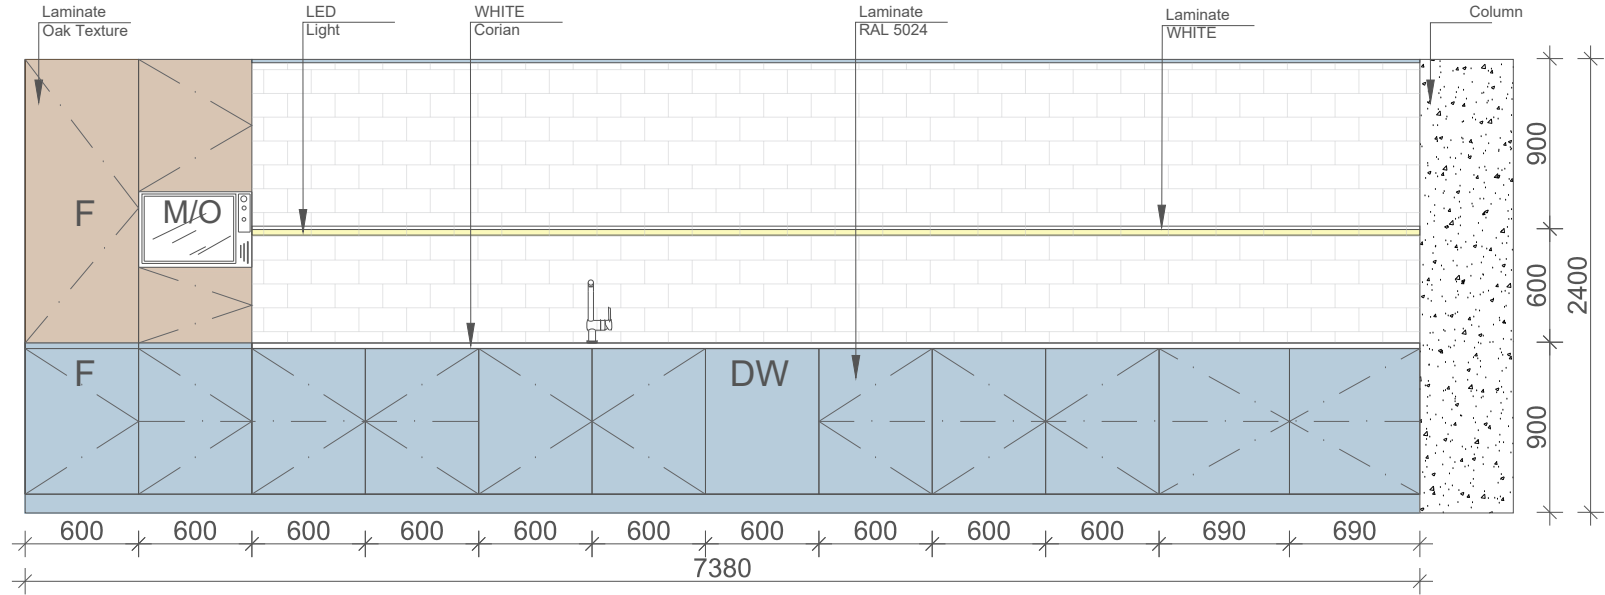 Laminate
Oak Texture
LED
Light
WHITE
Corian
Laminate
RAL 5024
Laminate
WHITE
Column
F
M/O
F
DW
900
600
900
2400
600 600 600 600 600 600 600 600 600 600 690 690
7380